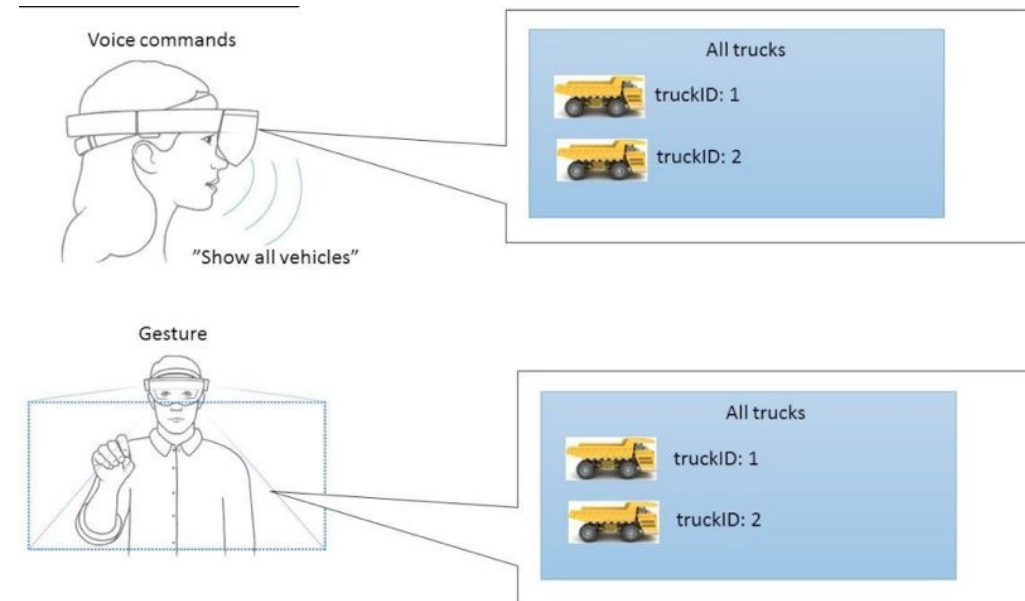 Voice commands
All trucks
truckID: 1
truckID: 2
”Show all vehicles”
Gesture
All trucks
truckID: 1
truckID: 2